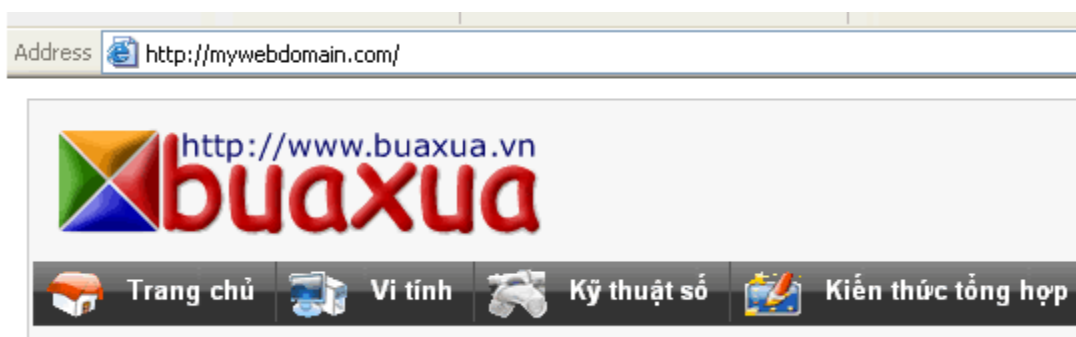 Address http://mywebdomain.com/
http://www.buaxua.vn
buaxua
Trang chủ Vi tính Kỹ thuật số Kiến thức tổng hợp